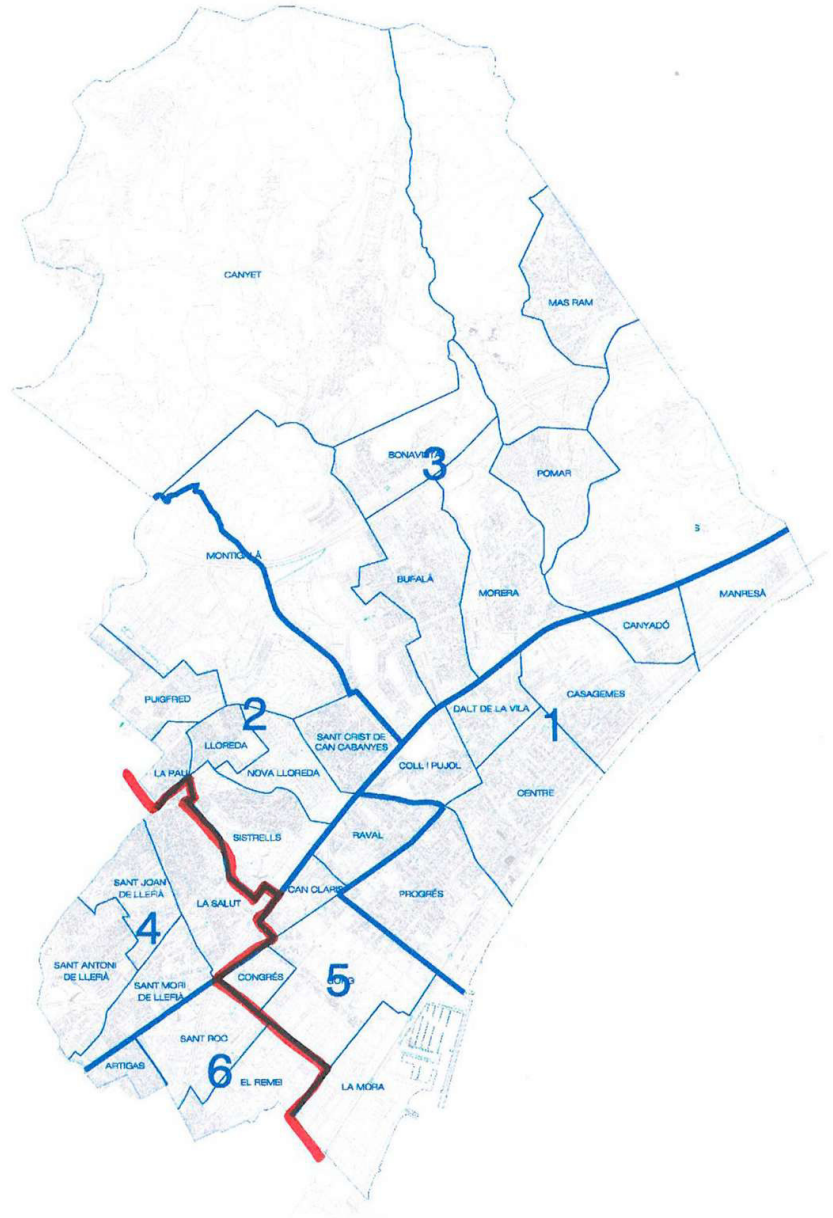 CANYET
MAS RAM
BONAVISTA
3
POMAR
S
MONTIGALÀ
BUFALÀ
MORERA
MANRESÀ
CANYADÓ
PUIGFRED
CASAGEMES
DALT DE LA VILA
2
1
LLOREDA
SANT CRIST DE
CAN CABANYES
COLL I PUJOL
LA PAU
NOVA LLOREDA
CENTRE
SISTRELLS
RAVAL
SANT JOAN
DE LLEFIÀ
CAN CLARIS
PROGRÉS
LA SALUT
4
SANT ANTONI
DE LLEFIÀ
SANT MORI
DE LLEFIÀ
CONGRÉS
GORG
5
SANT ROC
ARTIGAS
6
EL REMEI
LA MORA